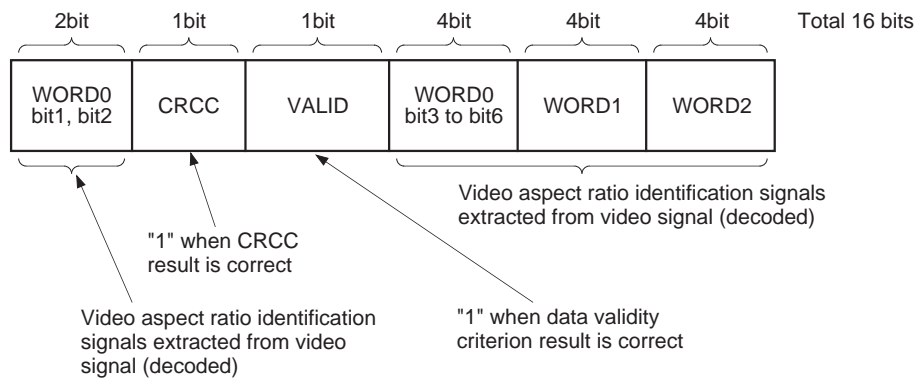 2bit 1bit 1bit 4bit 4bit 4bit Total 16 bits
WORD0
bit1, bit2
CRCC
VALID
WORD0
bit3 to bit6
WORD1
WORD2
Video aspect ratio identification signals
extracted from video signal (decoded)
"1" when CRCC
result is correct
Video aspect ratio identification
signals extracted from video
signal (decoded)
"1" when data validity
criterion result is correct